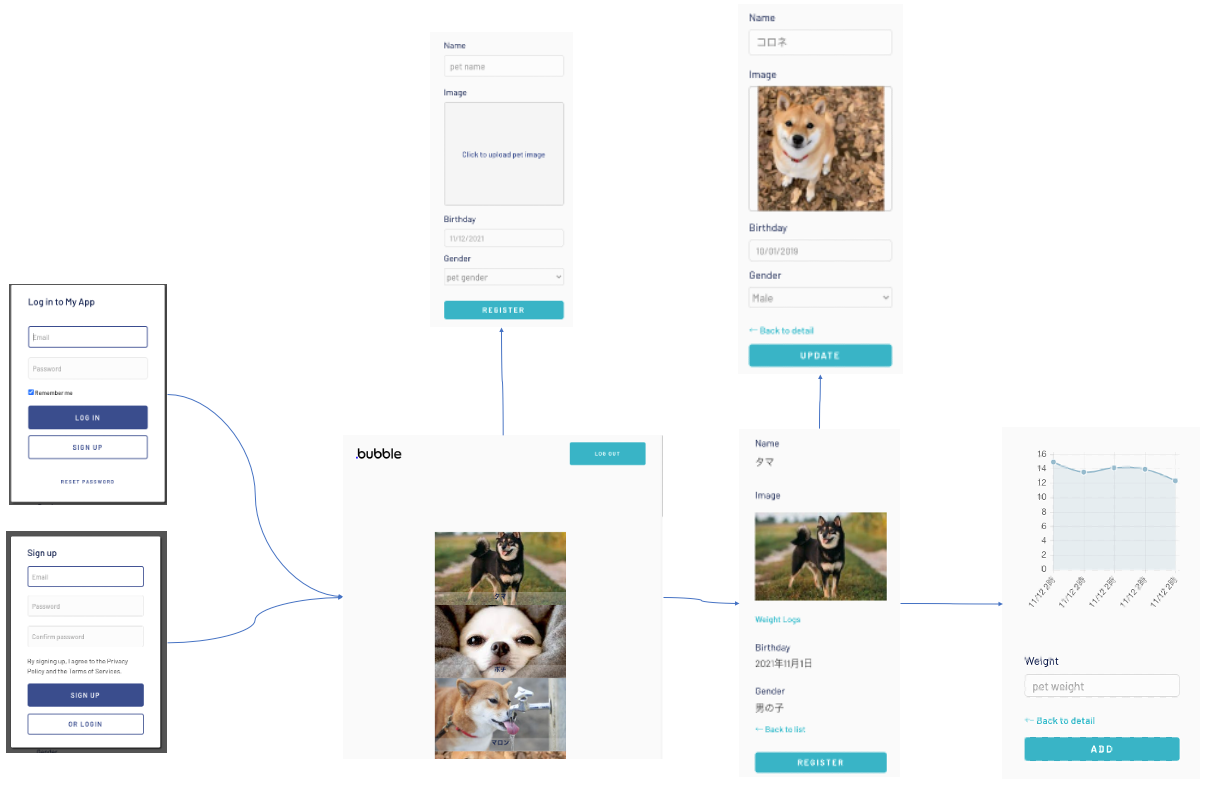 Log in to My App
Email
Password
Remember me
LOG IN
SIGN UP
RESET PASSWORD
Sign up
Email
Password
Confirm password
By signing up, I agree to the Privacy
Policy and the Terms of Services.
SIGN UP
OR LOGIN
Name
pet name
Image
Click to upload pet image
Birthday
11/12/2021
Gender
pet gender
REGISTER
.bubble
LOG OUT
タマ
ポチ
マロン
Name
コロネ
Image
Birthday
10/01/2019
Gender
Male
← Back to detail
UPDATE
Name
タマ
Image
Weight Logs
Birthday
2021年11月1日
Gender
男の子
← Back to list
REGISTER
16
14
12
10
8
6
4
2
0
11/12 2時
11/12 2時
11/12 2時
11/12 2時
11/12 2時
Weight
pet weight
← Back to detail
ADD